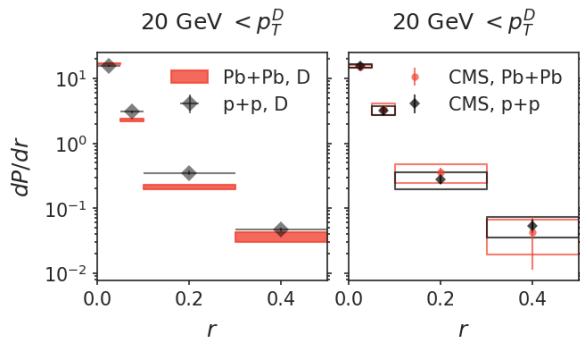 20 GeV < p_T^D
20 GeV < p_T^D
dP/dr
10^1
10^0
10^−1
10^−2
Pb+Pb, D
p+p, D
CMS, Pb+Pb
CMS, p+p
0.0 0.2 0.4
0.0 0.2 0.4
r
r